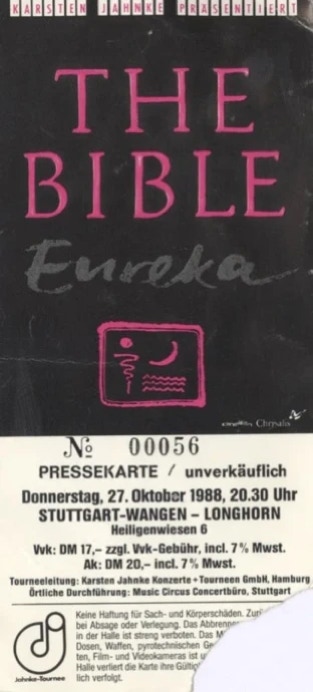 KARSTEN JAHNKE PRÄSENTIERT
THE
BIBLE
Eureka
Chrysalis
No 00056
PRESSEKARTE / unverkäuflich
Donnerstag, 27. Oktober 1988, 20.30 Uhr
STUTTGART-WANGEN – LONGHORN
Heiligenwiesen 6
Vvk: DM 17,– zzgl. Vvk-Gebühr, incl. 7% Mwst.
Ak: DM 20,– incl. 7% Mwst.
Tourneeleitung: Karsten Jahnke Konzerte + Tourneen GmbH, Hamburg
Örtliche Durchführung: Music Circus Concertbüro, Stuttgart
Keine Haftung für Sach- und Körperschäden.
bei Absage oder Verlegung. Das
in der Halle ist streng verboten. Das
Dosen, Waffen, pyrotechnischen
ten, Film- und Videokameras ist
Halle verliert die Karte ihre
lich verfolgt.
Jahnke-Tournee